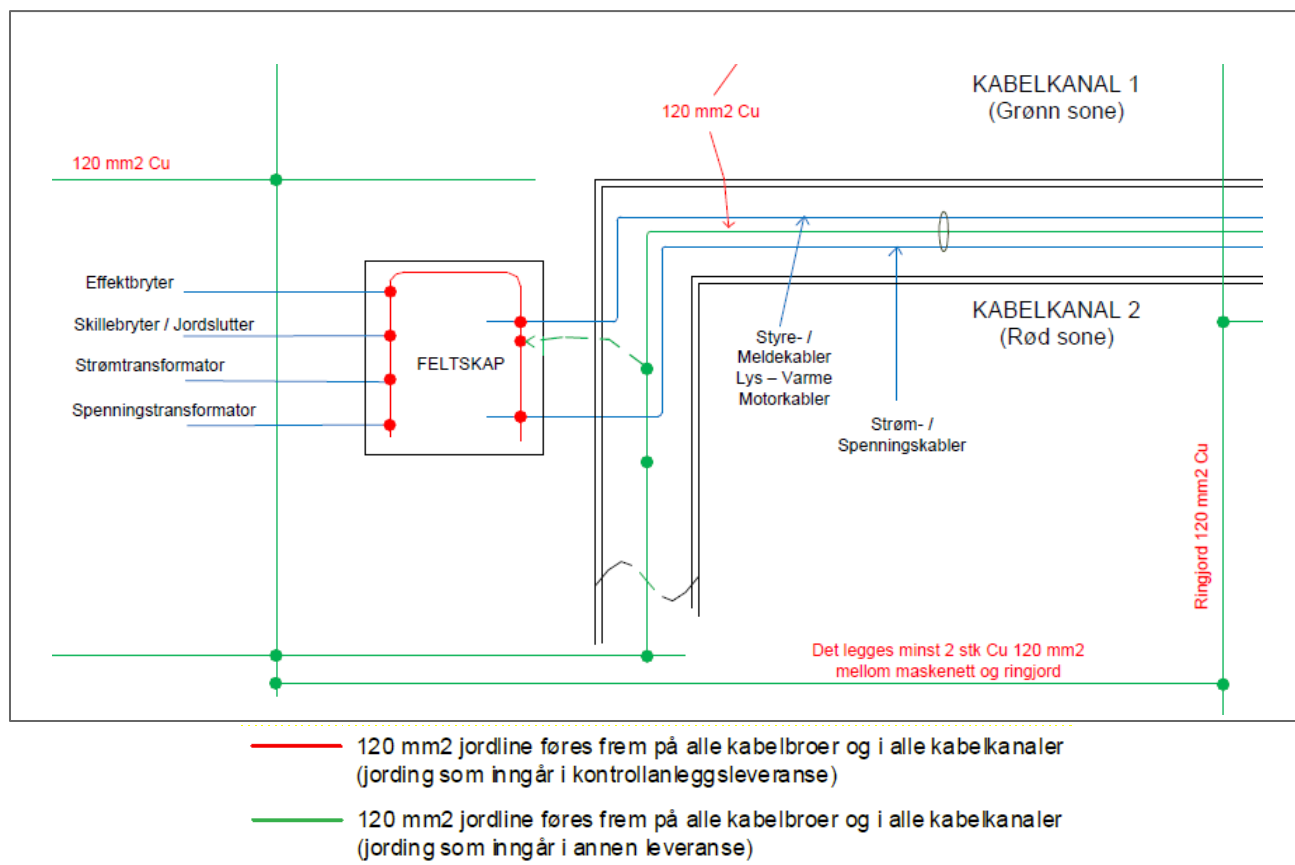 KABELKANAL 1
(Grønn sone)
120 mm2 Cu
120 mm2 Cu
Effektbryter
Skillebryter / Jordslutter
Strømtransformator
Spenningstransformator
FELTSKAP
KABELKANAL 2
(Rød sone)
Styre- /
Meldekabler
Lys – Varme
Motorkabler
Strøm- /
Spenningskabler
Ringjord 120 mm2 Cu
Det legges minst 2 stk Cu 120 mm2
mellom maskenett og ringjord
120 mm2 jordline føres frem på alle kabelbroer og i alle kabelkanaler
(jording som inngår i kontrollanleggsleveranse)
120 mm2 jordline føres frem på alle kabelbroer og i alle kabelkanaler
(jording som inngår i annen leveranse)